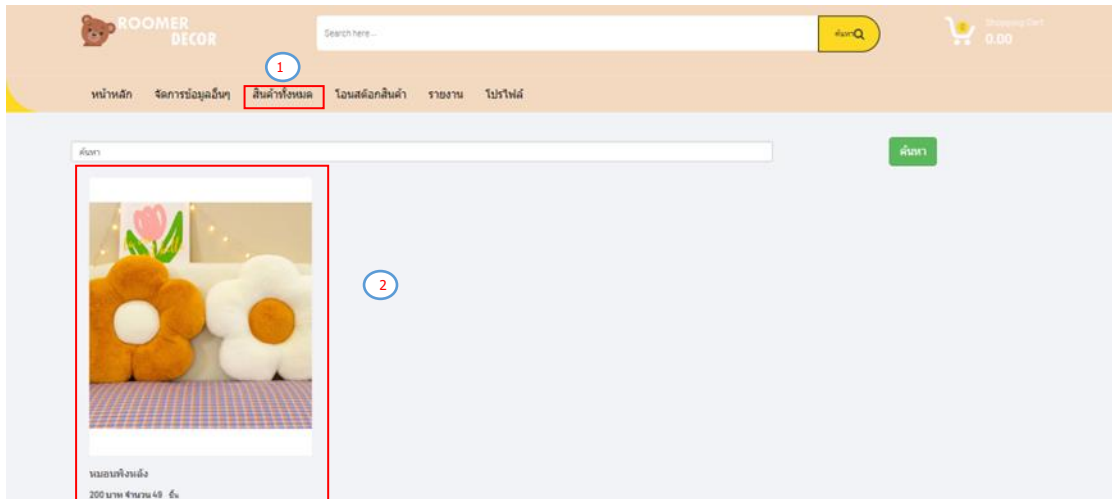 ROOMER
DECOR
Search here...
ค้นหา
0
Shopping Cart
0.00
1
หน้าหลัก จัดการข้อมูลอื่นๆ สินค้าทั้งหมด โอนสต๊อกสินค้า รายงาน โปรไฟล์
ค้นหา
ค้นหา
2
หมอนพิงหลัง
200 บาท จำนวน 49 ชิ้น